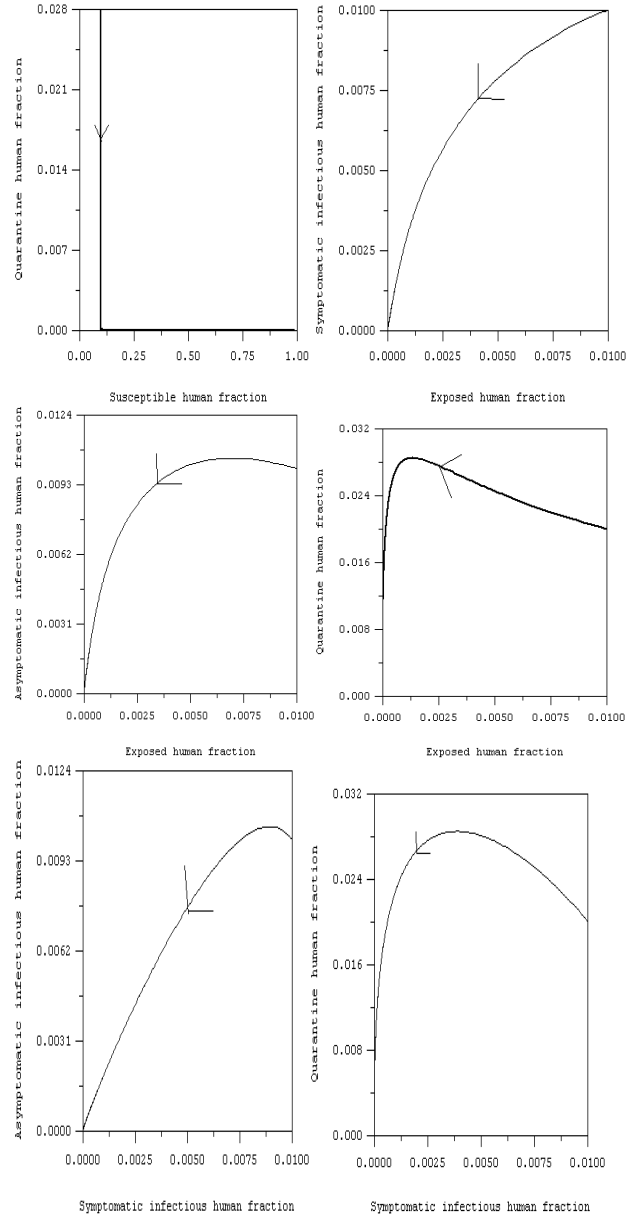 Quarantine human fraction
0.028
0.021
0.014
0.007
0.000
0.00 0.25 0.50 0.75 1.00
Susceptible human fraction
Symptomatic infectious human fraction
0.0100
0.0075
0.0050
0.0025
0.0000
0.0000 0.0025 0.0050 0.0075 0.0100
Exposed human fraction
Asymptomatic infectious human fraction
0.0124
0.0093
0.0062
0.0031
0.0000
0.0000 0.0025 0.0050 0.0075 0.0100
Exposed human fraction
Quarantine human fraction
0.032
0.024
0.016
0.008
0.000
0.0000 0.0025 0.0050 0.0075 0.0100
Exposed human fraction
Asymptomatic infectious human fraction
0.0124
0.0093
0.0062
0.0031
0.0000
0.0000 0.0025 0.0050 0.0075 0.0100
Symptomatic infectious human fraction
Quarantine human fraction
0.032
0.024
0.016
0.008
0.000
0.0000 0.0025 0.0050 0.0075 0.0100
Symptomatic infectious human fraction